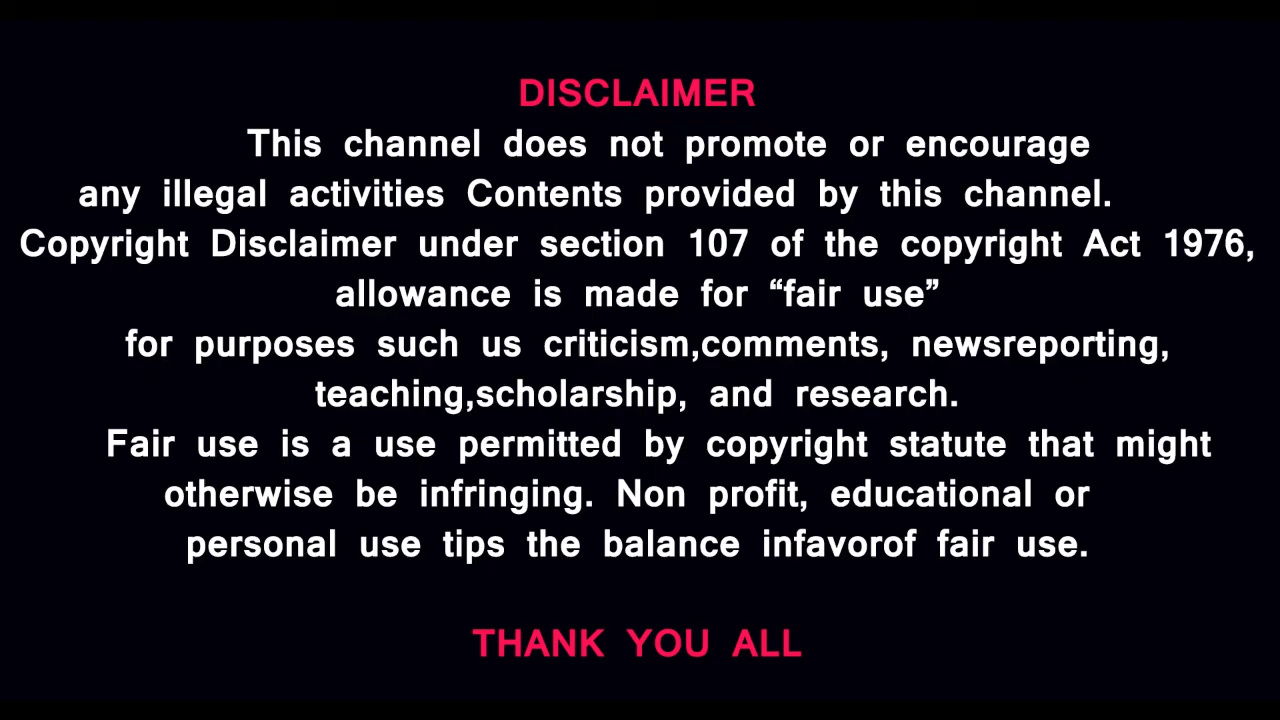 DISCLAIMER
This channel does not promote or encourage
any illegal activities Contents provided by this channel.
Copyright Disclaimer under section 107 of the copyright Act 1976,
allowance is made for “fair use”
for purposes such us criticism,comments, newsreporting,
teaching,scholarship, and research.
Fair use is a use permitted by copyright statute that might
otherwise be infringing. Non profit, educational or
personal use tips the balance infavorof fair use.
THANK YOU ALL